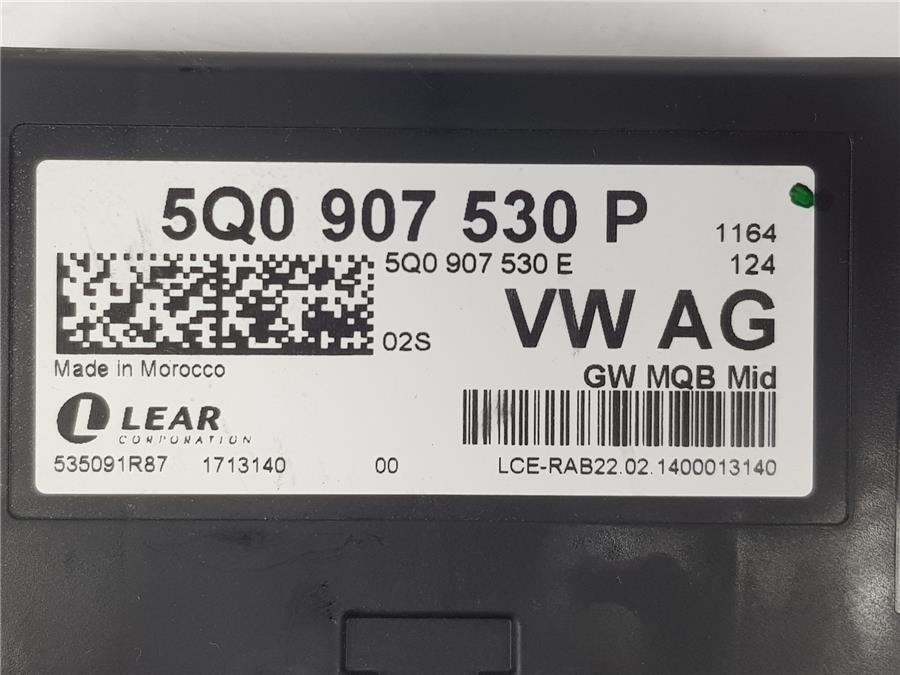 5Q0 907 530 P
1164
5Q0 907 530 E
124
VW AG
02S
Made in Morocco
GW MQB Mid
LEAR
CORPORATION
535091R87 1713140 00
LCE-RAB22.02.1400013140